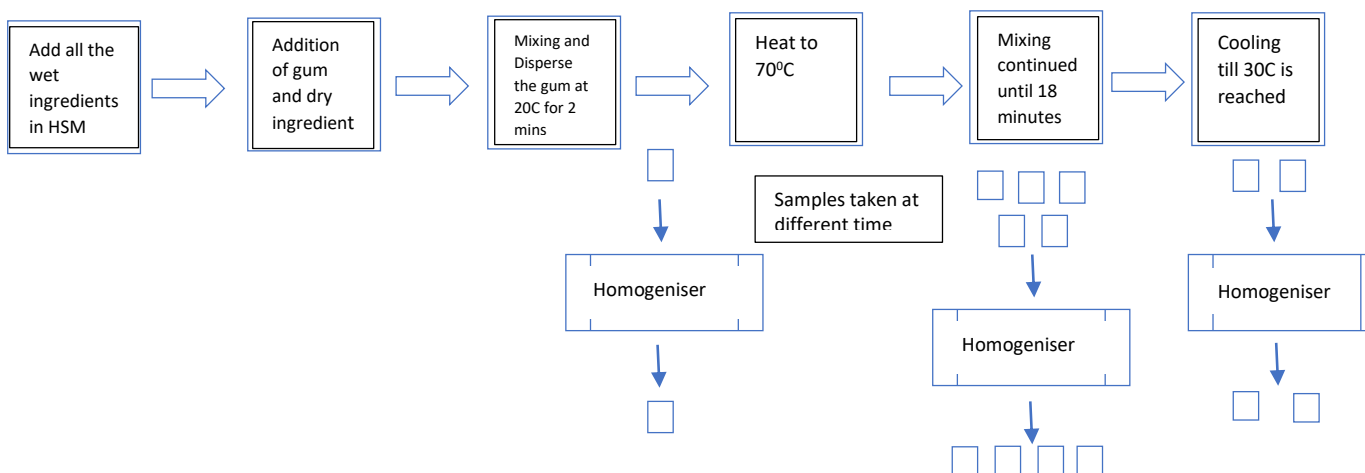 Add all the
wet
ingredients
in HSM
Addition
of gum
and dry
ingredient
Mixing and
Disperse
the gum at
20C for 2
mins
Heat to
70⁰C
Mixing
continued
until 18
minutes
Cooling
till 30C is
reached
Samples taken at
different time
Homogeniser
Homogeniser
Homogeniser